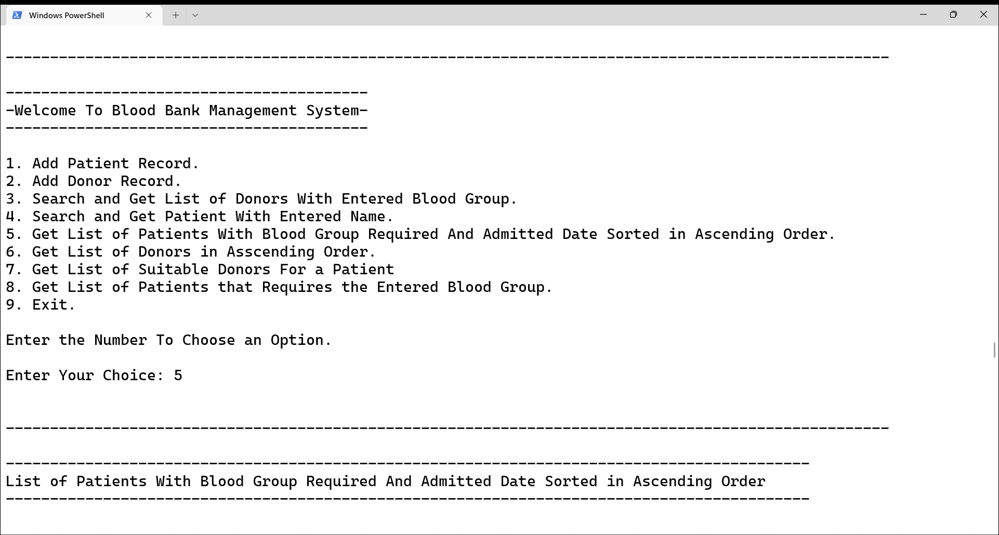 Windows PowerShell
----------------------------------------------------------------------------------------------------
-----------------------------------------
-Welcome To Blood Bank Management System-
-----------------------------------------
1. Add Patient Record.
2. Add Donor Record.
3. Search and Get List of Donors With Entered Blood Group.
4. Search and Get Patient With Entered Name.
5. Get List of Patients With Blood Group Required And Admitted Date Sorted in Ascending Order.
6. Get List of Donors in Asscending Order.
7. Get List of Suitable Donors For a Patient
8. Get List of Patients that Requires the Entered Blood Group.
9. Exit.
Enter the Number To Choose an Option.
Enter Your Choice: 5
----------------------------------------------------------------------------------------------------
-------------------------------------------------------------------------------------------
List of Patients With Blood Group Required And Admitted Date Sorted in Ascending Order
-------------------------------------------------------------------------------------------